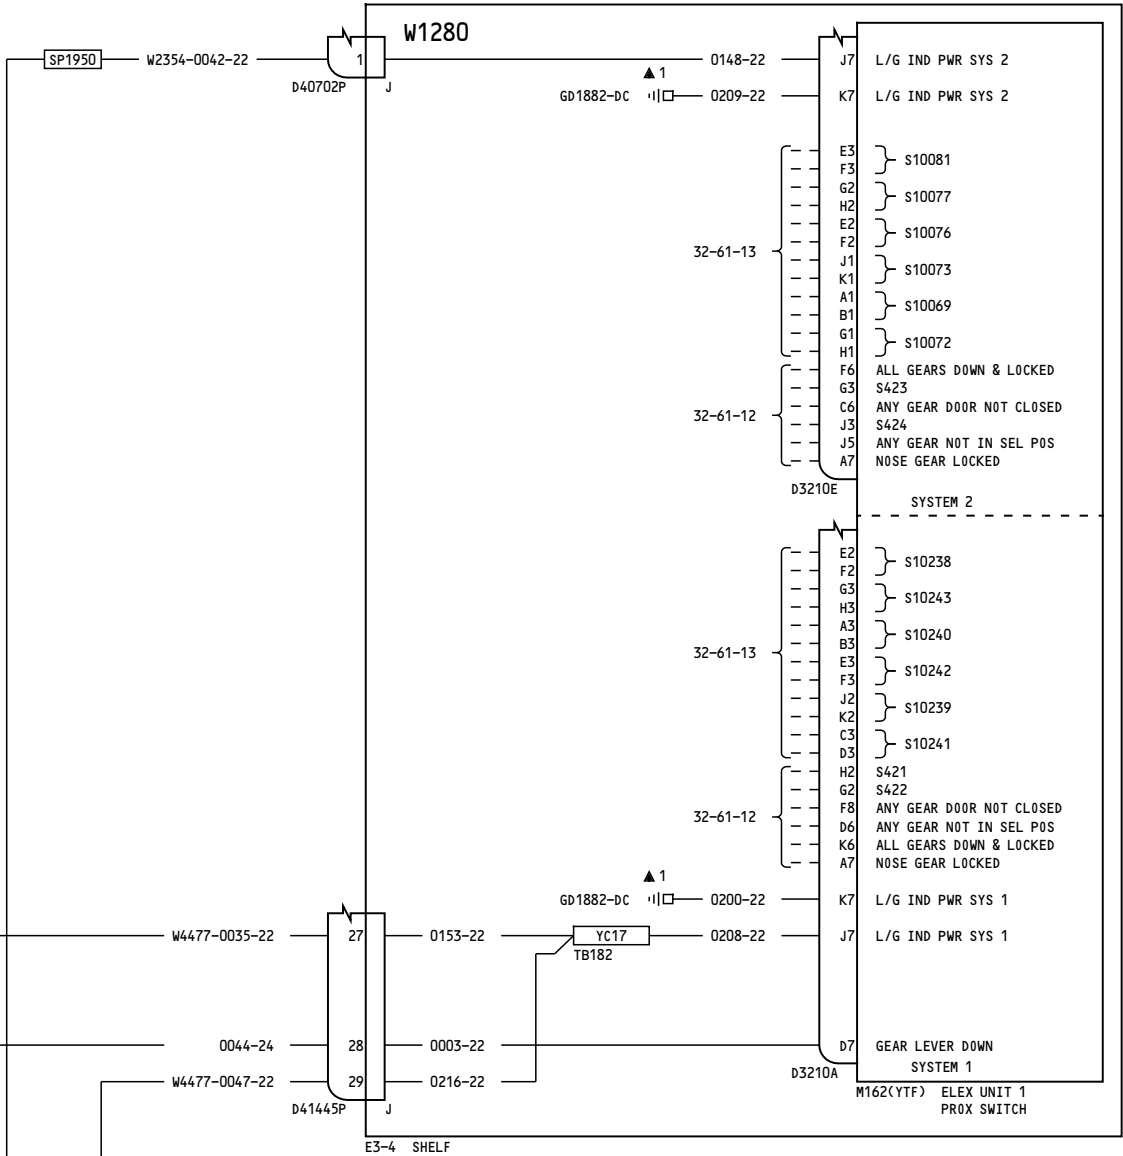 W1280
SP1950 W2354-0042-22 1 0148-22 J7 L/G IND PWR SYS 2
D40702P J
1
GD1882-DC 0209-22 K7 L/G IND PWR SYS 2
E3
S10081
F3
G2
S10077
H2
E2
S10076
F2
32-61-13
J1
S10073
K1
A1
S10069
B1
G1
S10072
H1
F6 ALL GEARS DOWN & LOCKED
G3 S423
C6 ANY GEAR DOOR NOT CLOSED
32-61-12
J3 S424
J5 ANY GEAR NOT IN SEL POS
A7 NOSE GEAR LOCKED
D3210E
SYSTEM 2
E2
S10238
F2
G3
S10243
H3
A3
S10240
B3
32-61-13
E3
S10242
F3
J2
S10239
K2
C3
S10241
D3
H2 S421
G2 S422
F8 ANY GEAR DOOR NOT CLOSED
32-61-12
D6 ANY GEAR NOT IN SEL POS
K6 ALL GEARS DOWN & LOCKED
A7 NOSE GEAR LOCKED
1
GD1882-DC 0200-22 K7 L/G IND PWR SYS 1
W4477-0035-22 27 0153-22 YC17 0208-22 J7 L/G IND PWR SYS 1
TB182
0044-24 28 0003-22 D7 GEAR LEVER DOWN
SYSTEM 1
D3210A
W4477-0047-22 29 0216-22
M162(YTF) ELEX UNIT 1
PROX SWITCH
D41445P J
E3-4 SHELF